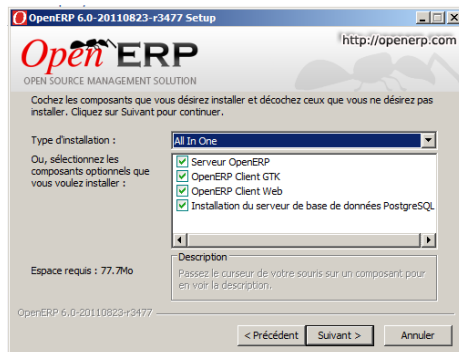 OpenERP 6.0-20110823-r3477 Setup
http://openerp.com
Open ERP
OPEN SOURCE MANAGEMENT SOLUTION
Cochez les composants que vous désirez installer et décochez ceux que vous ne désirez pas
installer. Cliquez sur Suivant pour continuer.
Type d'installation :
All In One
Ou, sélectionnez les
composants optionnels que
vous voulez installer :
Serveur OpenERP
OpenERP Client GTK
OpenERP Client Web
Installation du serveur de base de données PostgreSQL
Espace requis : 77.7Mo
Description
Passez le curseur de votre souris sur un composant pour
en voir la description.
OpenERP 6.0-20110823-r3477
< Précédent
Suivant >
Annuler